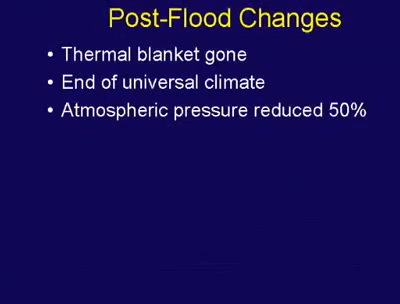 Post-Flood Changes
• Thermal blanket gone
• End of universal climate
• Atmospheric pressure reduced 50%